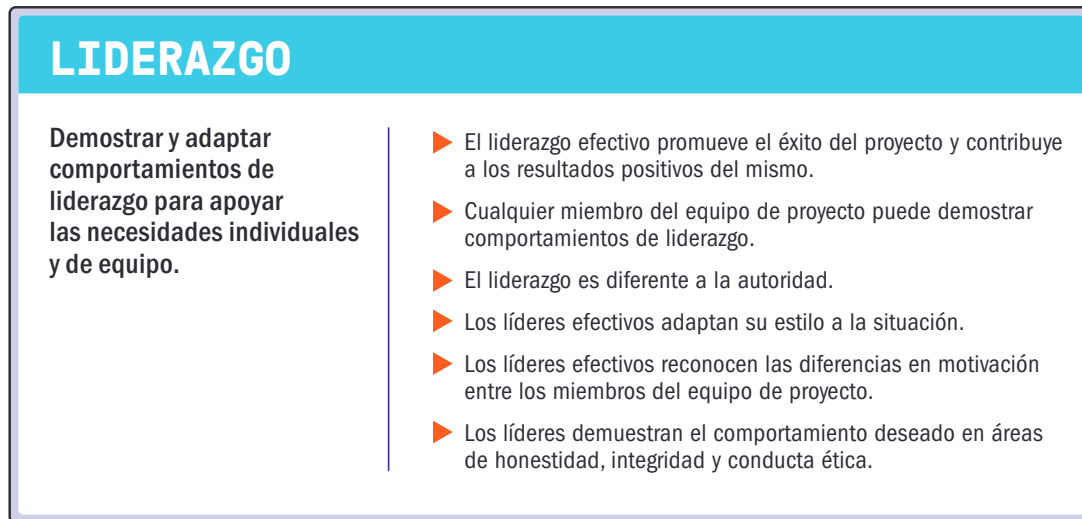 LIDERAZGO
Demostrar y adaptar
comportamientos de
liderazgo para apoyar
las necesidades individuales
y de equipo.
El liderazgo efectivo promueve el éxito del proyecto y contribuye
a los resultados positivos del mismo.
Cualquier miembro del equipo de proyecto puede demostrar
comportamientos de liderazgo.
El liderazgo es diferente a la autoridad.
Los líderes efectivos adaptan su estilo a la situación.
Los líderes efectivos reconocen las diferencias en motivación
entre los miembros del equipo de proyecto.
Los líderes demuestran el comportamiento deseado en áreas
de honestidad, integridad y conducta ética.